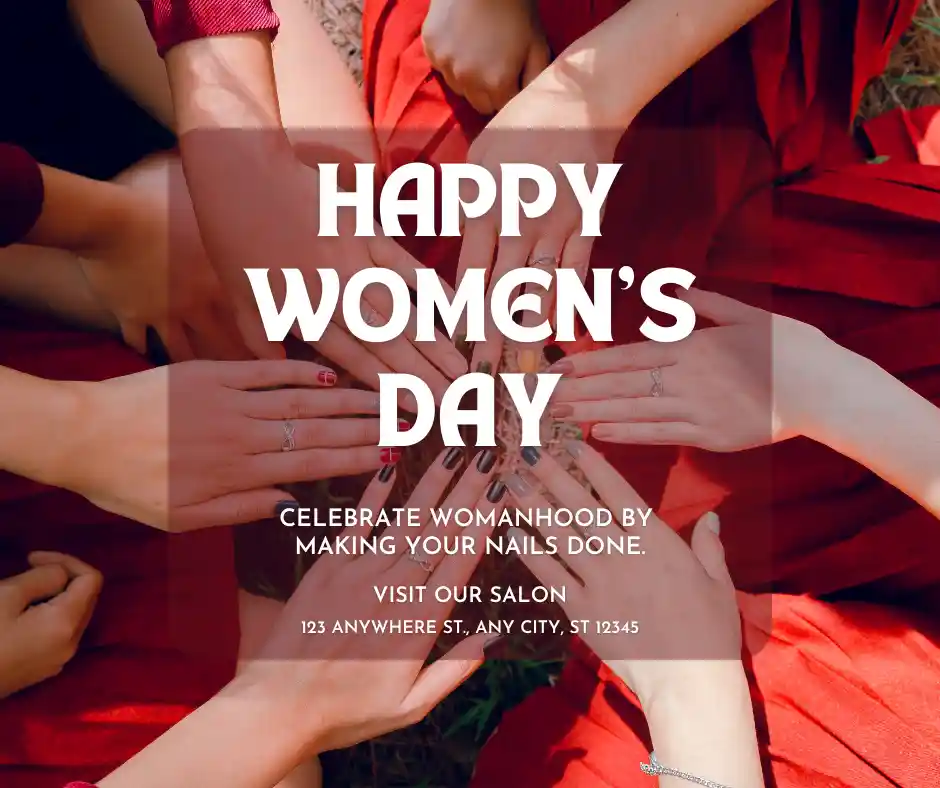 HAPPY
WOMEN'S
DAY
CELEBRATE WOMANHOOD BY
MAKING YOUR NAILS DONE.
VISIT OUR SALON
123 ANYWHERE ST., ANY CITY, ST 12345